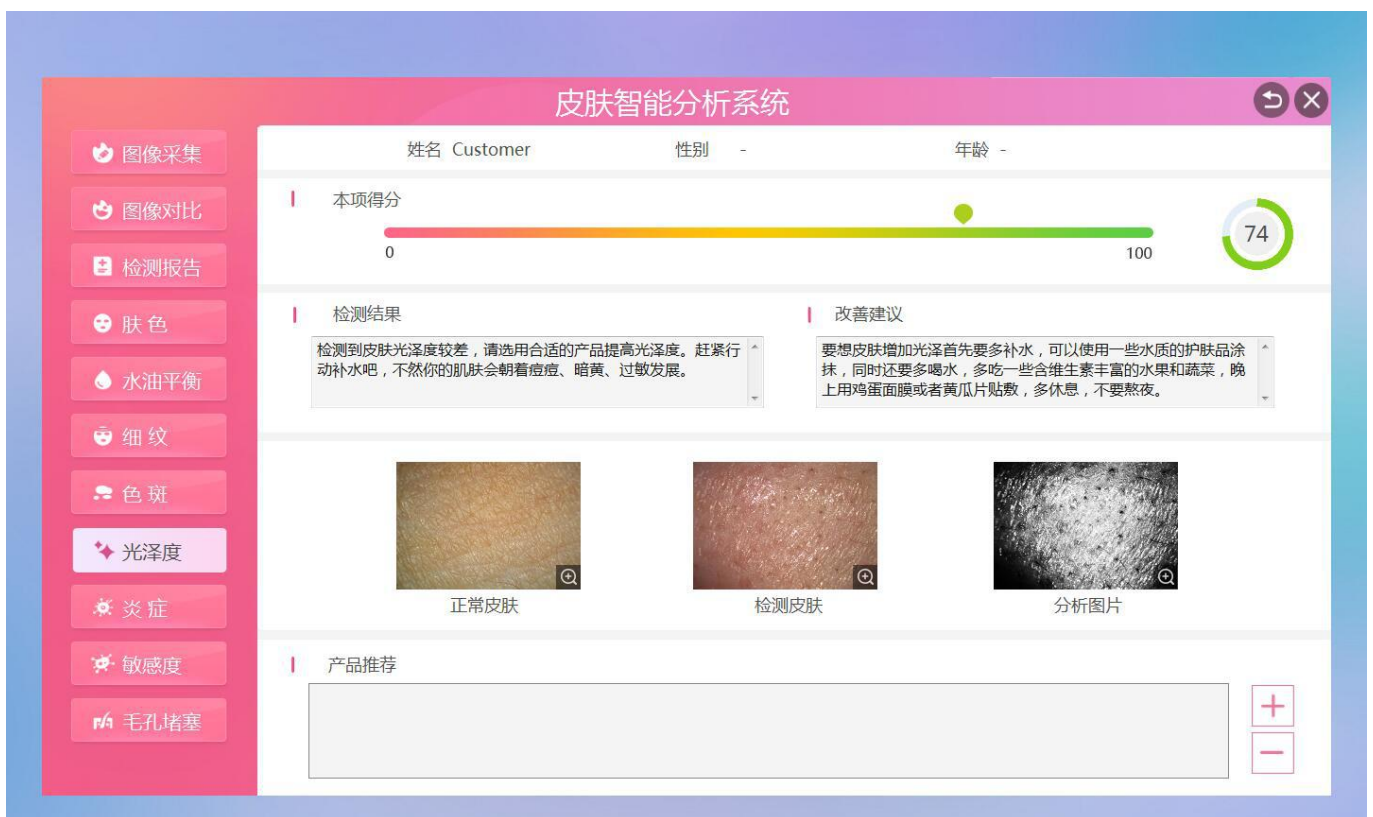 皮肤智能分析系统
图像采集
图像对比
检测报告
肤色
水油平衡
细纹
色斑
光泽度
炎症
敏感度
毛孔堵塞
姓名 Customer 性别 - 年龄 -
本项得分
0 100
74
检测结果
检测到皮肤光泽度较差，请选用合适的产品提高光泽度。赶紧行
动补水吧，不然你的肌肤会朝着痘痘、暗黄、过敏发展。
改善建议
要想皮肤增加光泽首先要多补水，可以使用一些水质的护肤品涂
抹，同时还要多喝水，多吃一些含维生素丰富的水果和蔬菜，晚
上用鸡蛋面膜或者黄瓜片贴敷，多休息，不要熬夜。
正常皮肤 检测皮肤 分析图片
产品推荐